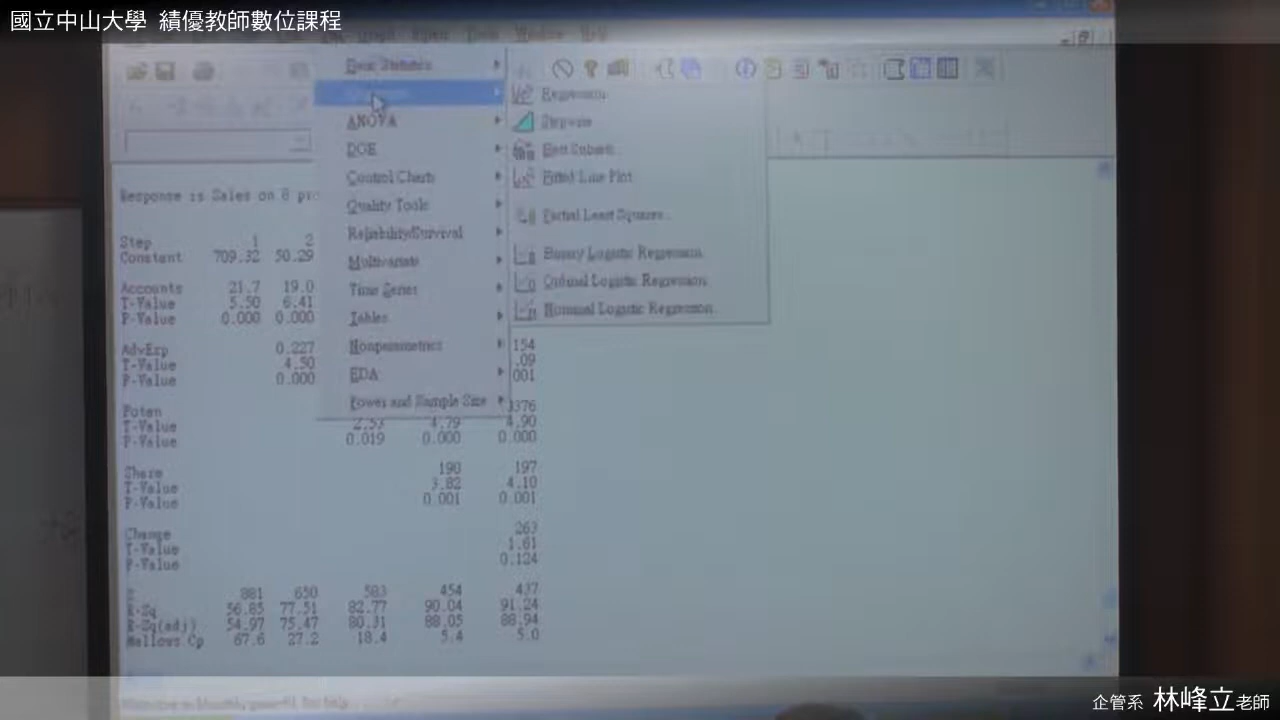 國立中山大學 績優教師數位課程
Basic Statistics
Regression
ANOVA
Stepwise
DOE
Best Subsets
Control Charts
Fitted Line Plot
Response is Sales on 8
Quality Tools
Partial Least Squares...
Reliability/Survival
Step 1 2
Binary Logistic Regression
Constant 709.32 50.29
Multivariate
Ordinal Logistic Regression
Accounts 21.7 19.0
Time Series
T-Value 5.50 6.41
Nominal Logistic Regression
P-Value 0.000 0.000
Tables
AdvExp 0.227
Nonparametrics
154
T-Value 4.50
.09
P-Value 0.000
EDA
001
Power and Sample Size
Poten
3376
T-Value 2.53 4.79 4.90
P-Value 0.019 0.000 0.000
Share 190 197
T-Value 3.82 4.10
P-Value 0.001 0.001
Change 263
T-Value 1.61
P-Value 0.124
S 881 650 583 454 437
R-Sq 56.85 77.51 82.77 90.04 91.24
R-Sq(adj) 54.97 75.47 80.31 88.05 88.94
Mallows Cp 67.6 27.2 18.4 5.4 5.0
企管系 林峰立老師